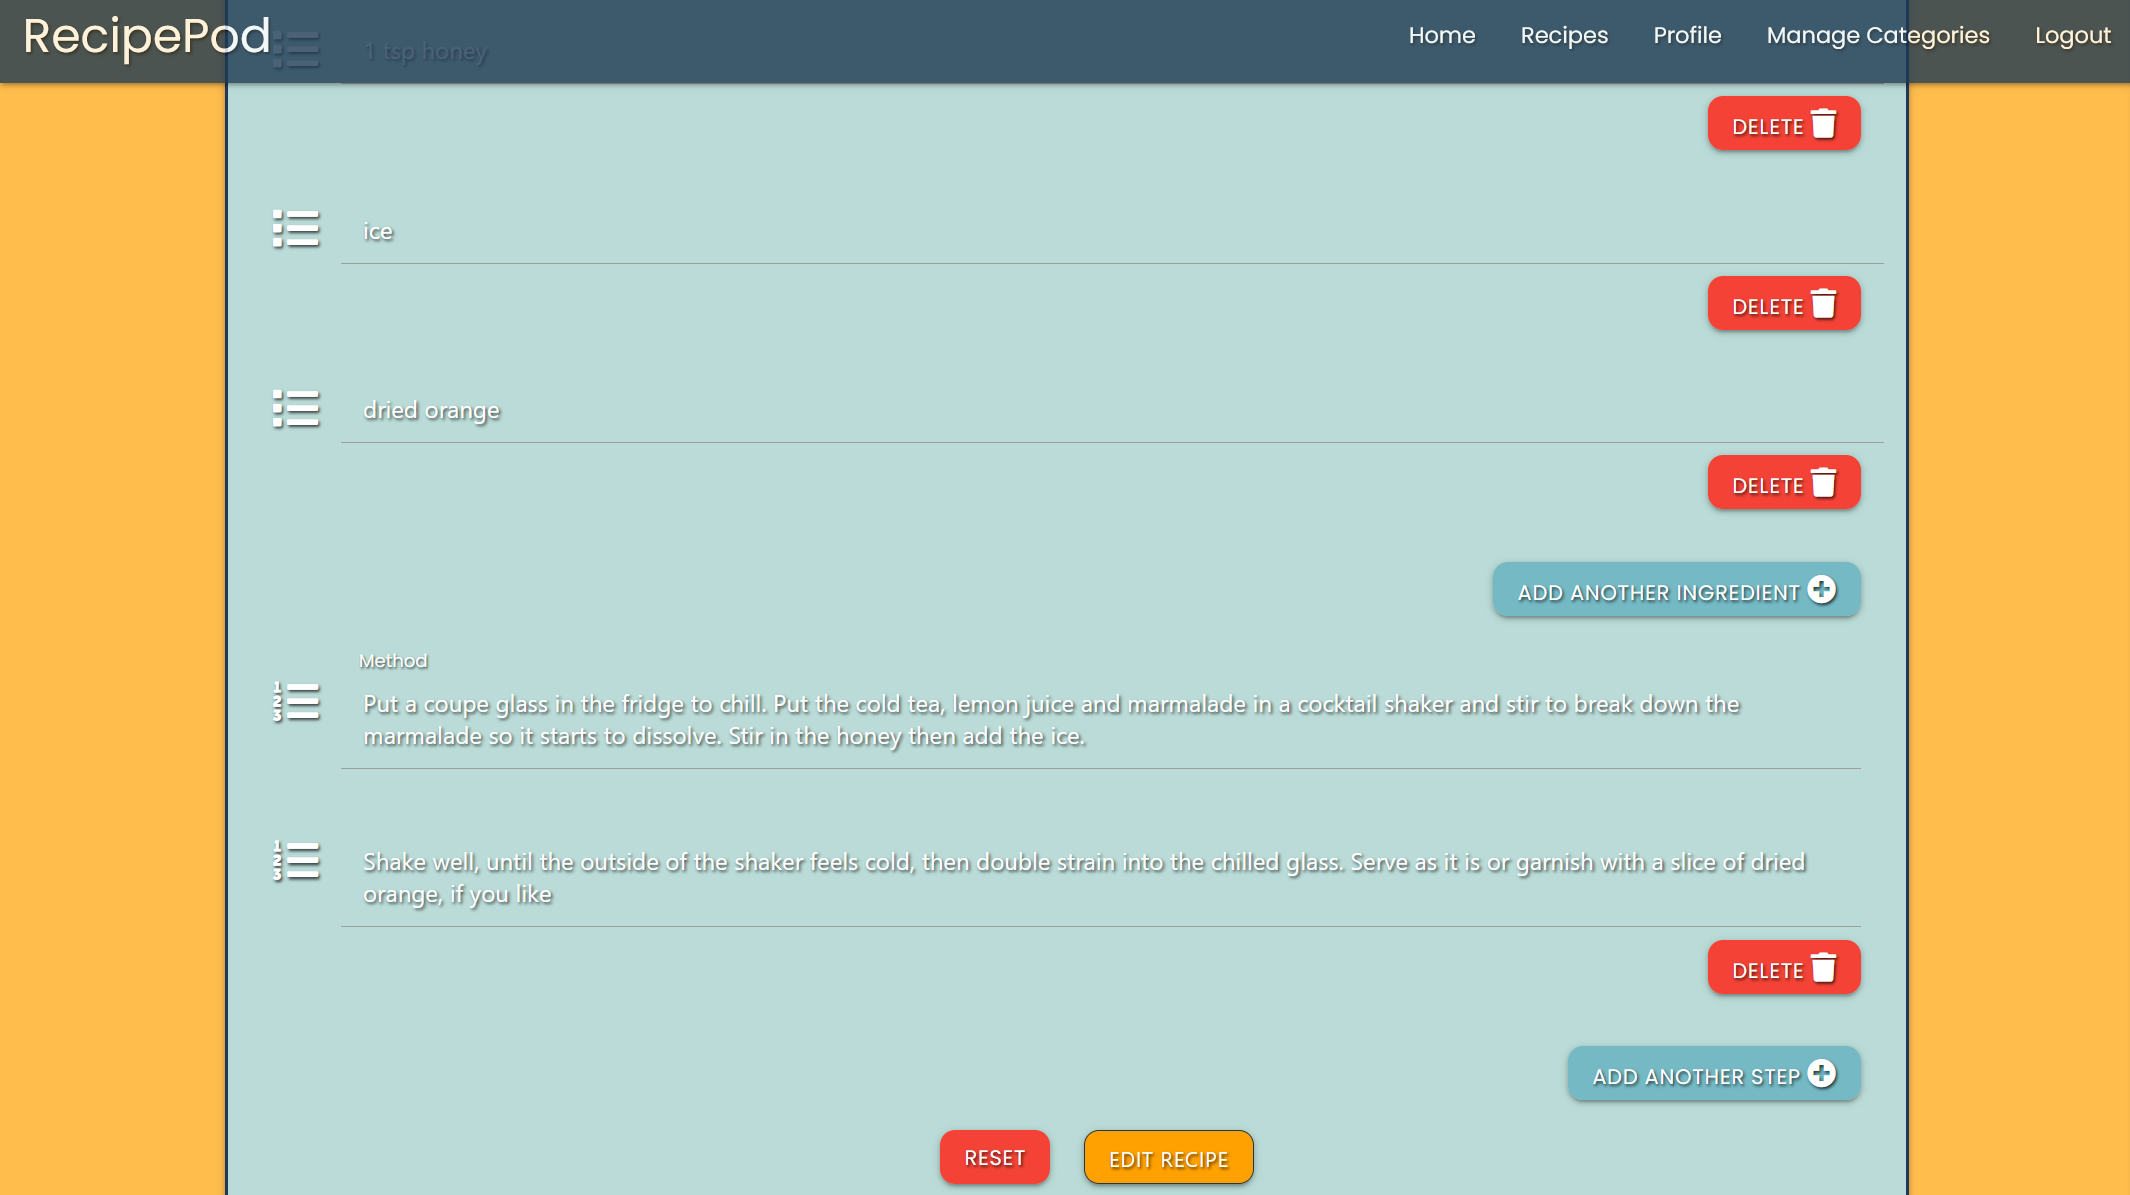 RecipePod
Home Recipes Profile Manage Categories Logout
1 tsp honey
DELETE
ice
DELETE
dried orange
DELETE
ADD ANOTHER INGREDIENT
Method
Put a coupe glass in the fridge to chill. Put the cold tea, lemon juice and marmalade in a cocktail shaker and stir to break down the
marmalade so it starts to dissolve. Stir in the honey then add the ice.
Shake well, until the outside of the shaker feels cold, then double strain into the chilled glass. Serve as it is or garnish with a slice of dried
orange, if you like
DELETE
ADD ANOTHER STEP
RESET
EDIT RECIPE